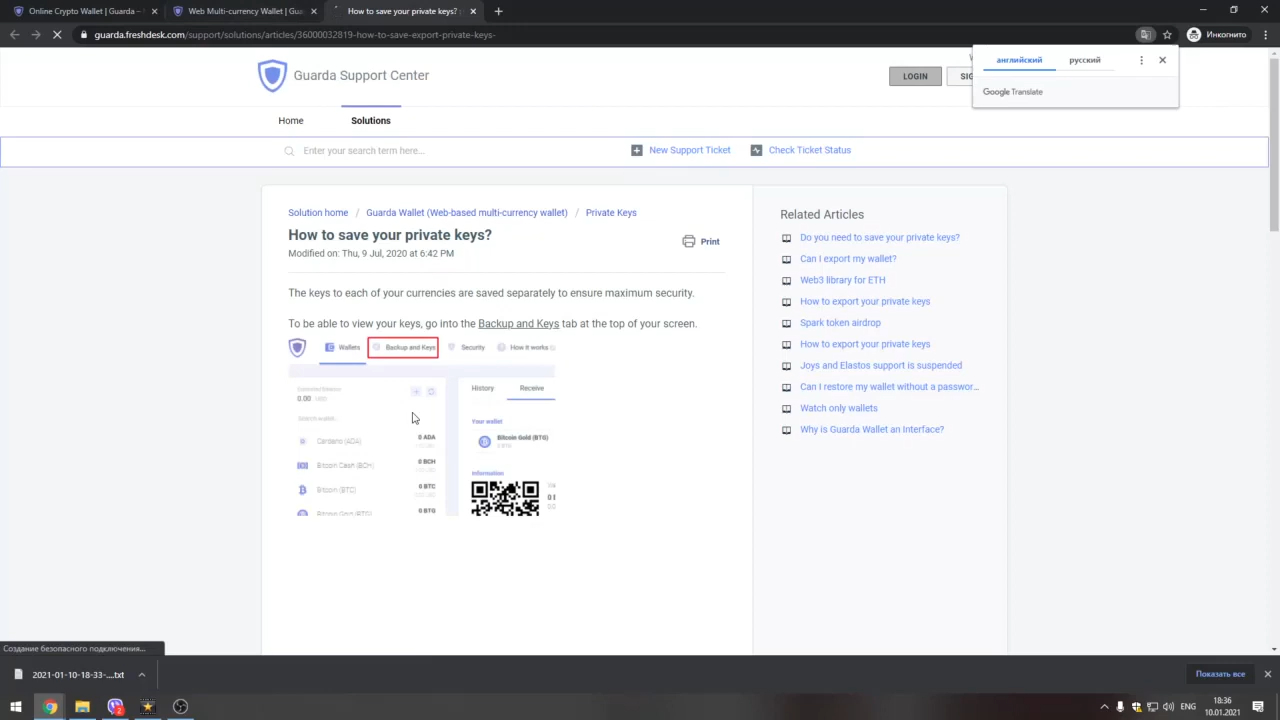 Online Crypto Wallet | Guarda –
Web Multi-Currency Wallet | Guar
How to save your private keys? :
guarda.freshdesk.com/support/solutions/articles/36000032819-how-to-save-export-private-keys-
Инкогнито
английский
русский
Google Translate
Guarda Support Center
LOGIN
SIG
Home
Solutions
Enter your search term here...
New Support Ticket
Check Ticket Status
Solution home / Guarda Wallet (Web-based multi-currency wallet) / Private Keys
How to save your private keys?
Print
Modified on: Thu, 9 Jul, 2020 at 6:42 PM
The keys to each of your currencies are saved separately to ensure maximum security.
To be able to view your keys, go into the Backup and Keys tab at the top of your screen.
Wallets
Backup and Keys
Security
How it works
0.00
Search wallet...
Cardano (ADA)
0 ADA
Bitcoin Cash (BCH)
0 BCH
Bitcoin (BTC)
0 BTC
Bitcoin Gold (BTG)
0 BTG
History
Receive
Your wallet
Bitcoin Gold (BTG)
0 BTG
Information
Related Articles
Do you need to save your private keys?
Can I export my wallet?
Web3 library for ETH
How to export your private keys
Spark token airdrop
How to export your private keys
Joys and Elastos support is suspended
Can I restore my wallet without a passwor...
Watch only wallets
Why is Guarda Wallet an Interface?
Создание безопасного подключения...
2021-01-10-18-33-....txt
Показать все
2
ENG
18:36
10.01.2021